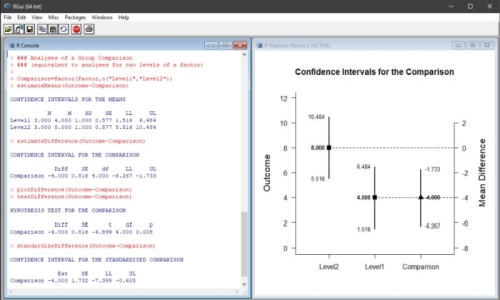 RGui (64-bit)
File Edit View Misc Packages Windows Help
R Console
> ### Analyses of a Group Comparison
> ### (equivalent to analyses for two levels of a factor)
>
> Comparison=factor(Factor,c("Level1","Level2"))
> estimateMeans(Outcome~Comparison)
CONFIDENCE INTERVALS FOR THE MEANS
N M SD SE LL UL
Level1 3.000 4.000 1.000 0.577 1.516 6.484
Level2 3.000 8.000 1.000 0.577 5.516 10.484
> estimateDifference(Outcome~Comparison)
CONFIDENCE INTERVAL FOR THE COMPARISON
Diff SE df LL UL
Comparison -4.000 0.816 4.000 -6.267 -1.733
> plotDifference(Outcome~Comparison)
> testDifference(Outcome~Comparison)
HYPOTHESIS TEST FOR THE COMPARISON
Diff SE t df p
Comparison -4.000 0.816 -4.899 4.000 0.008
> standardizeDifference(Outcome~Comparison)
CONFIDENCE INTERVAL FOR THE STANDARDIZED COMPARISON
Est SE LL UL
Comparison -4.000 1.732 -7.395 -0.605
R Graphics: Device 2 (ACTIVE)
Confidence Intervals for the Comparison
Outcome
12
10
8
6
4
2
0
10.484
8.000
5.516
6.484
4.000
1.516
-1.733
-4.000
-6.267
2
0
-2
-4
-6
-8
Mean Difference
Level2 Level1 Comparison